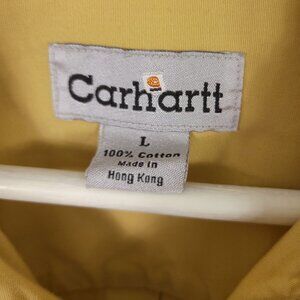 Carhartt
L
100% Cotton
Made in
Hong Kong